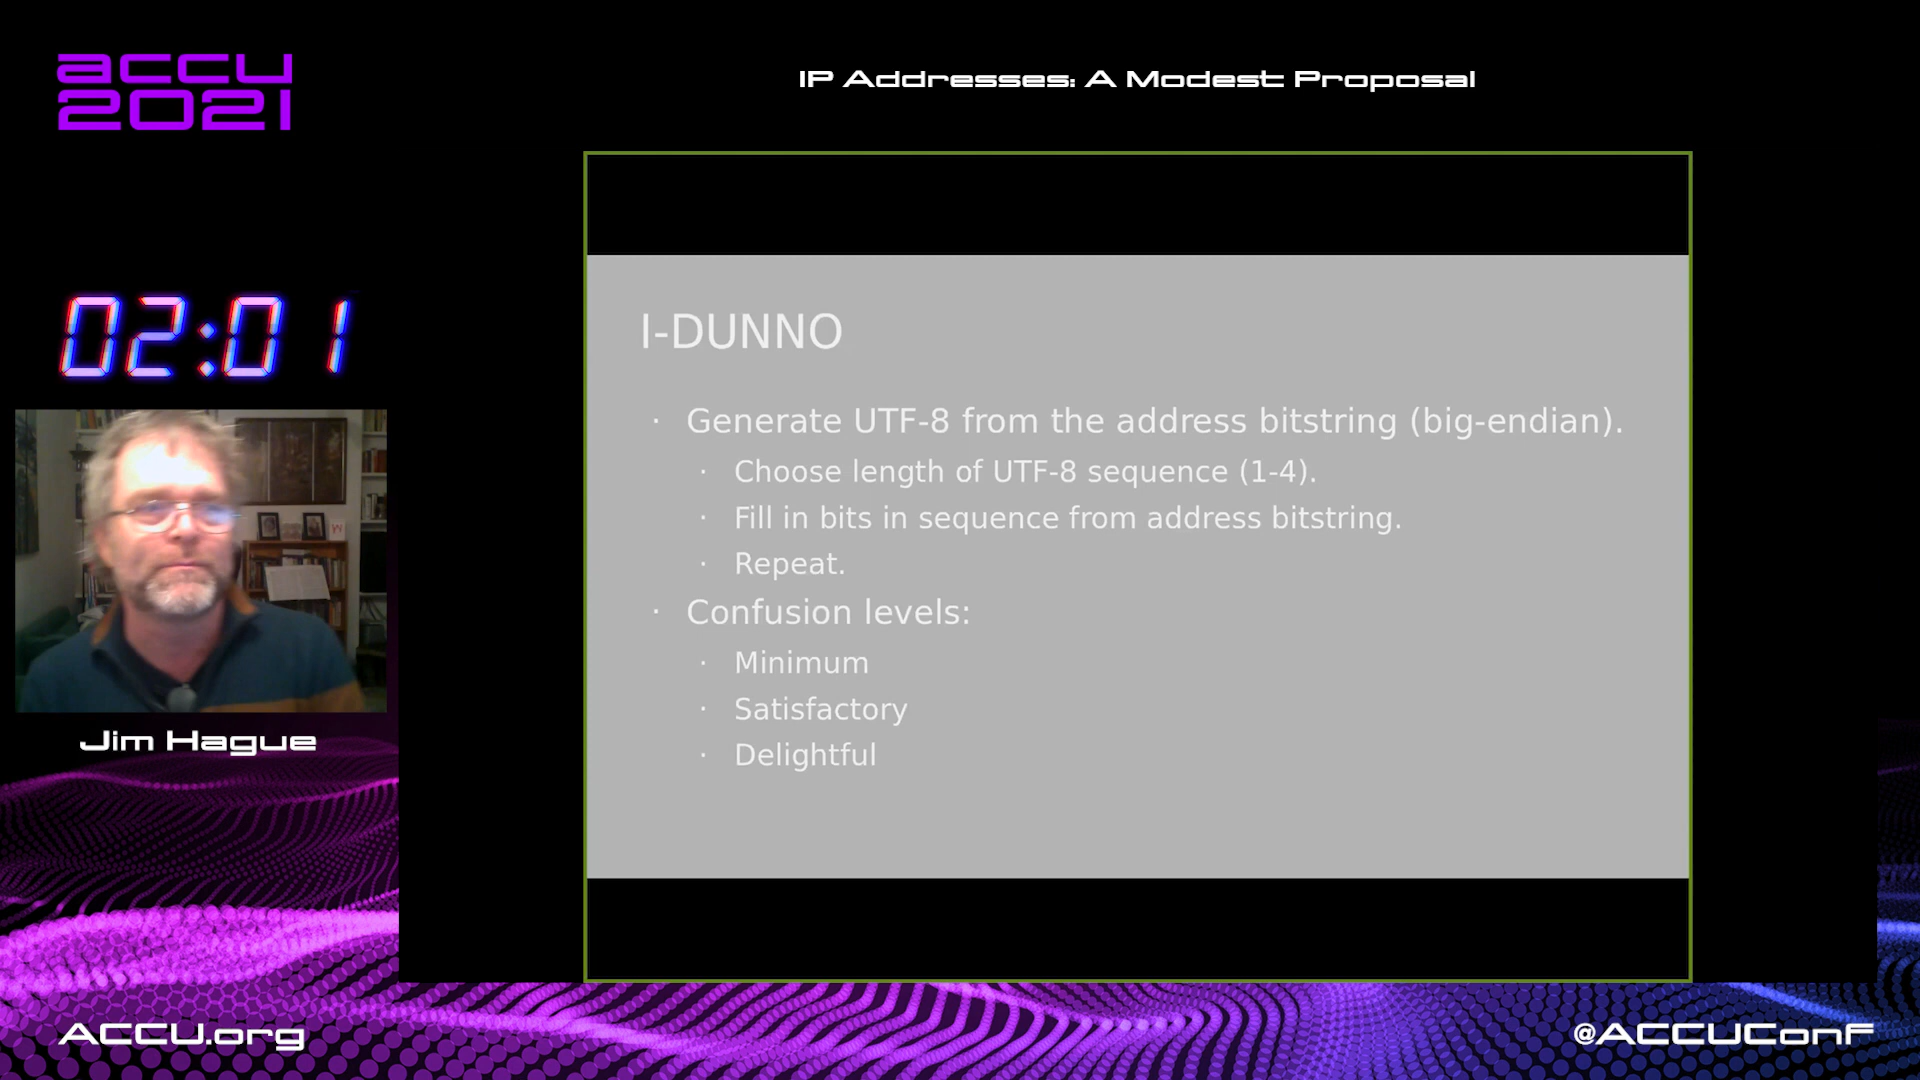 accu
2021
IP Addresses: A Modest Proposal
02:01
I-DUNNO
· Generate UTF-8 from the address bitstring (big-endian).
· Choose length of UTF-8 sequence (1-4).
· Fill in bits in sequence from address bitstring.
· Repeat.
· Confusion levels:
· Minimum
· Satisfactory
· Delightful
Jim Hague
ACCU.org
@ACCUConf